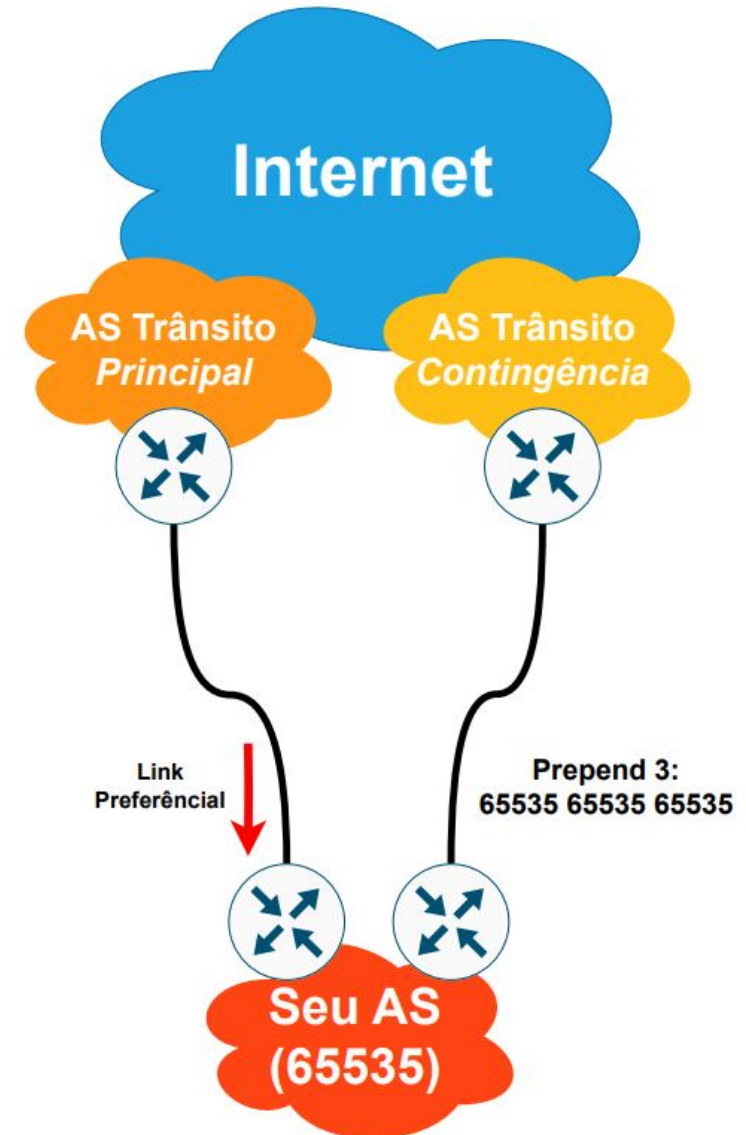 Internet
AS Trânsito
Principal
AS Trânsito
Contingência
Link
Preferêncial
Prepend 3:
65535 65535 65535
Seu AS
(65535)